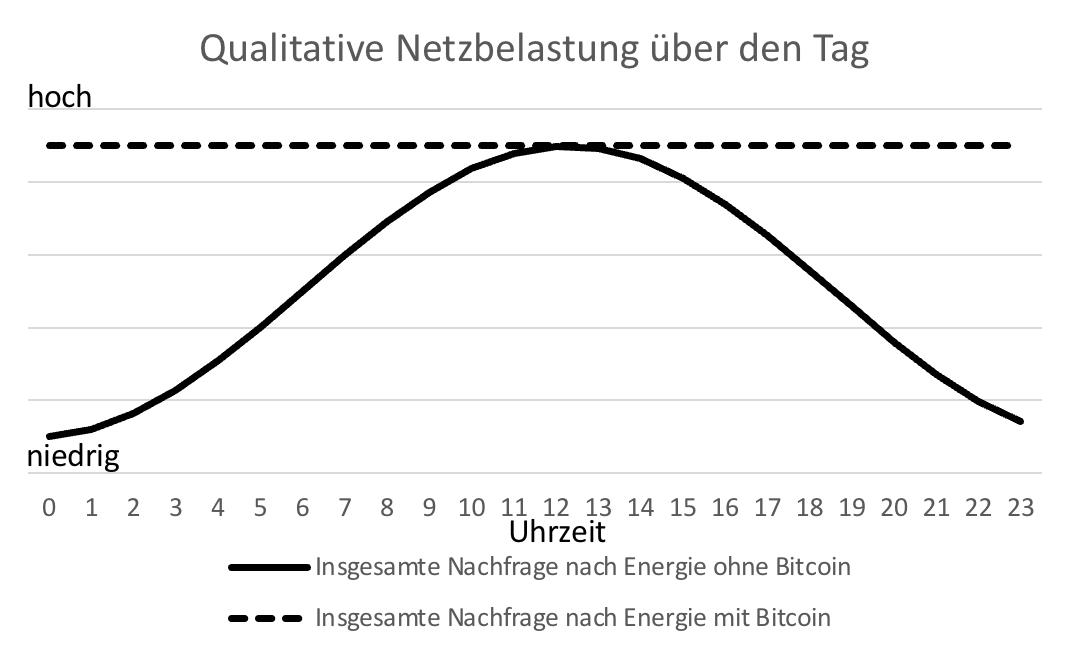 Qualitative Netzbelastung über den Tag
hoch
niedrig
0 1 2 3 4 5 6 7 8 9 10 11 12 13 14 15 16 17 18 19 20 21 22 23
Uhrzeit
Insgesamte Nachfrage nach Energie ohne Bitcoin
Insgesamte Nachfrage nach Energie mit Bitcoin